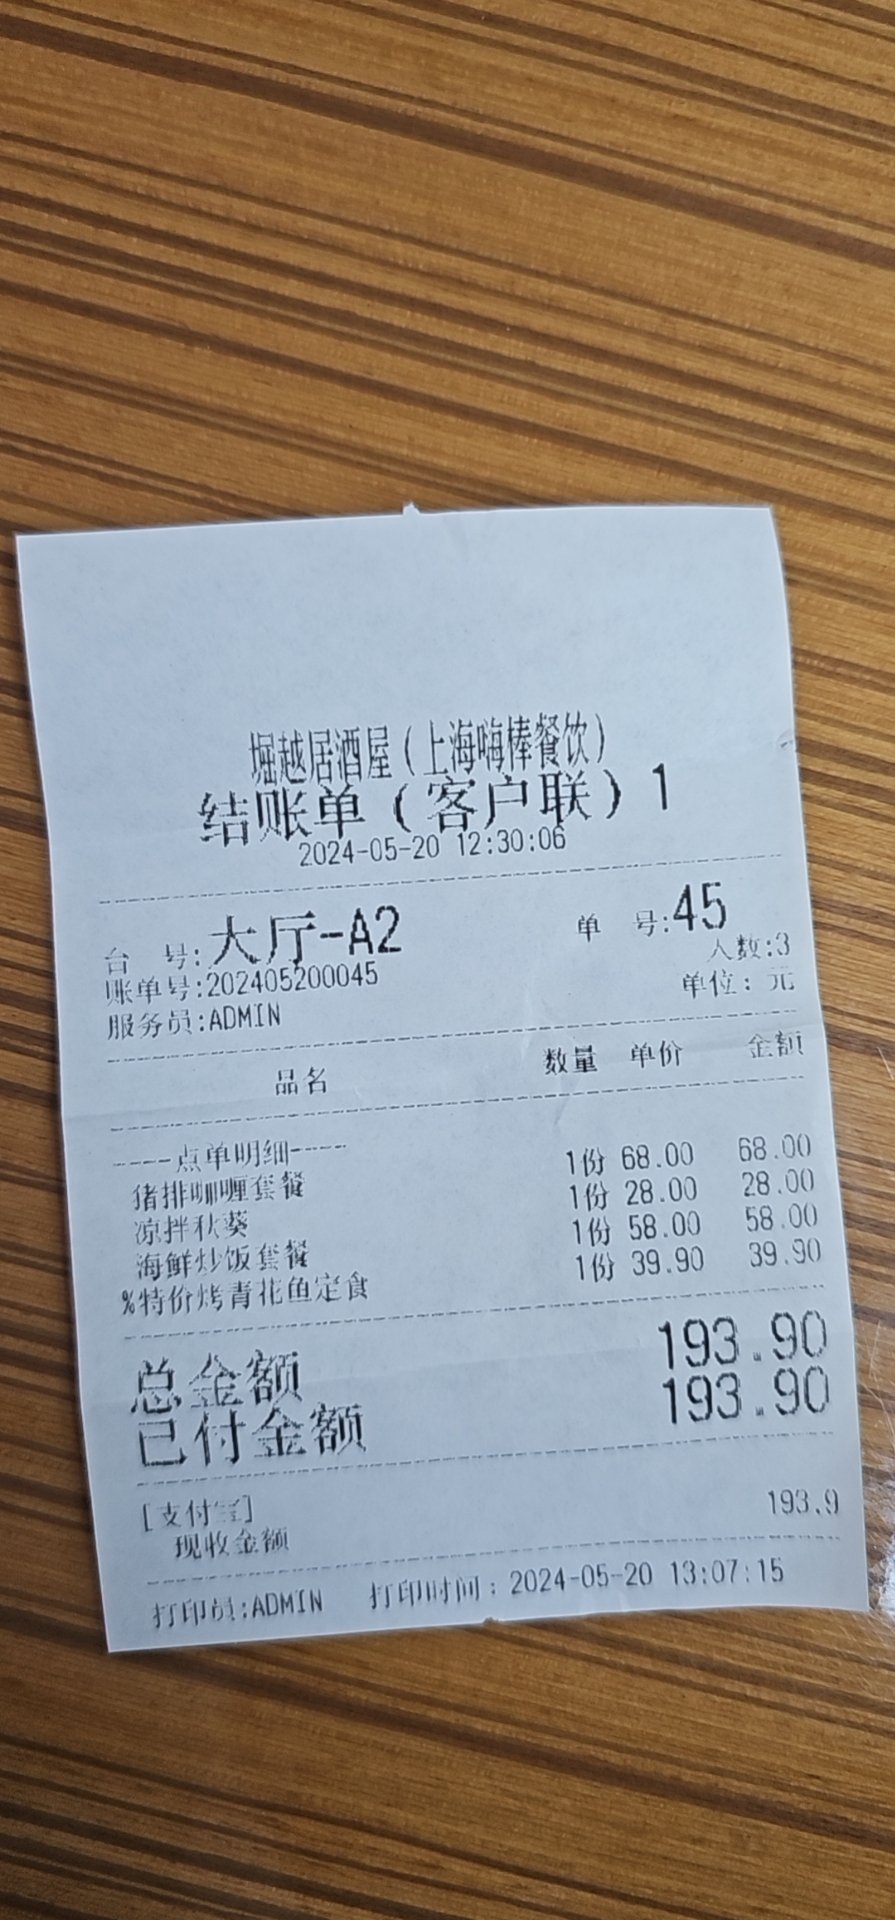 堀越居酒屋（上海嗨棒餐饮）
结账单（客户联）1
2024-05-20 12:30:06
台 号:大厅-A2 单 号:45
人数:3
账单号:202405200045 单位: 元
服务员:ADMIN
品名 数量 单价 金额
----点单明细----
猪排咖喱套餐 1份 68.00 68.00
凉拌秋葵 1份 28.00 28.00
海鲜炒饭套餐 1份 58.00 58.00
%特价烤青花鱼定食 1份 39.90 39.90
总金额 193.90
已付金额 193.90
[支付宝]
现收金额 193.9
打印员:ADMIN 打印时间：2024-05-20 13:07:15